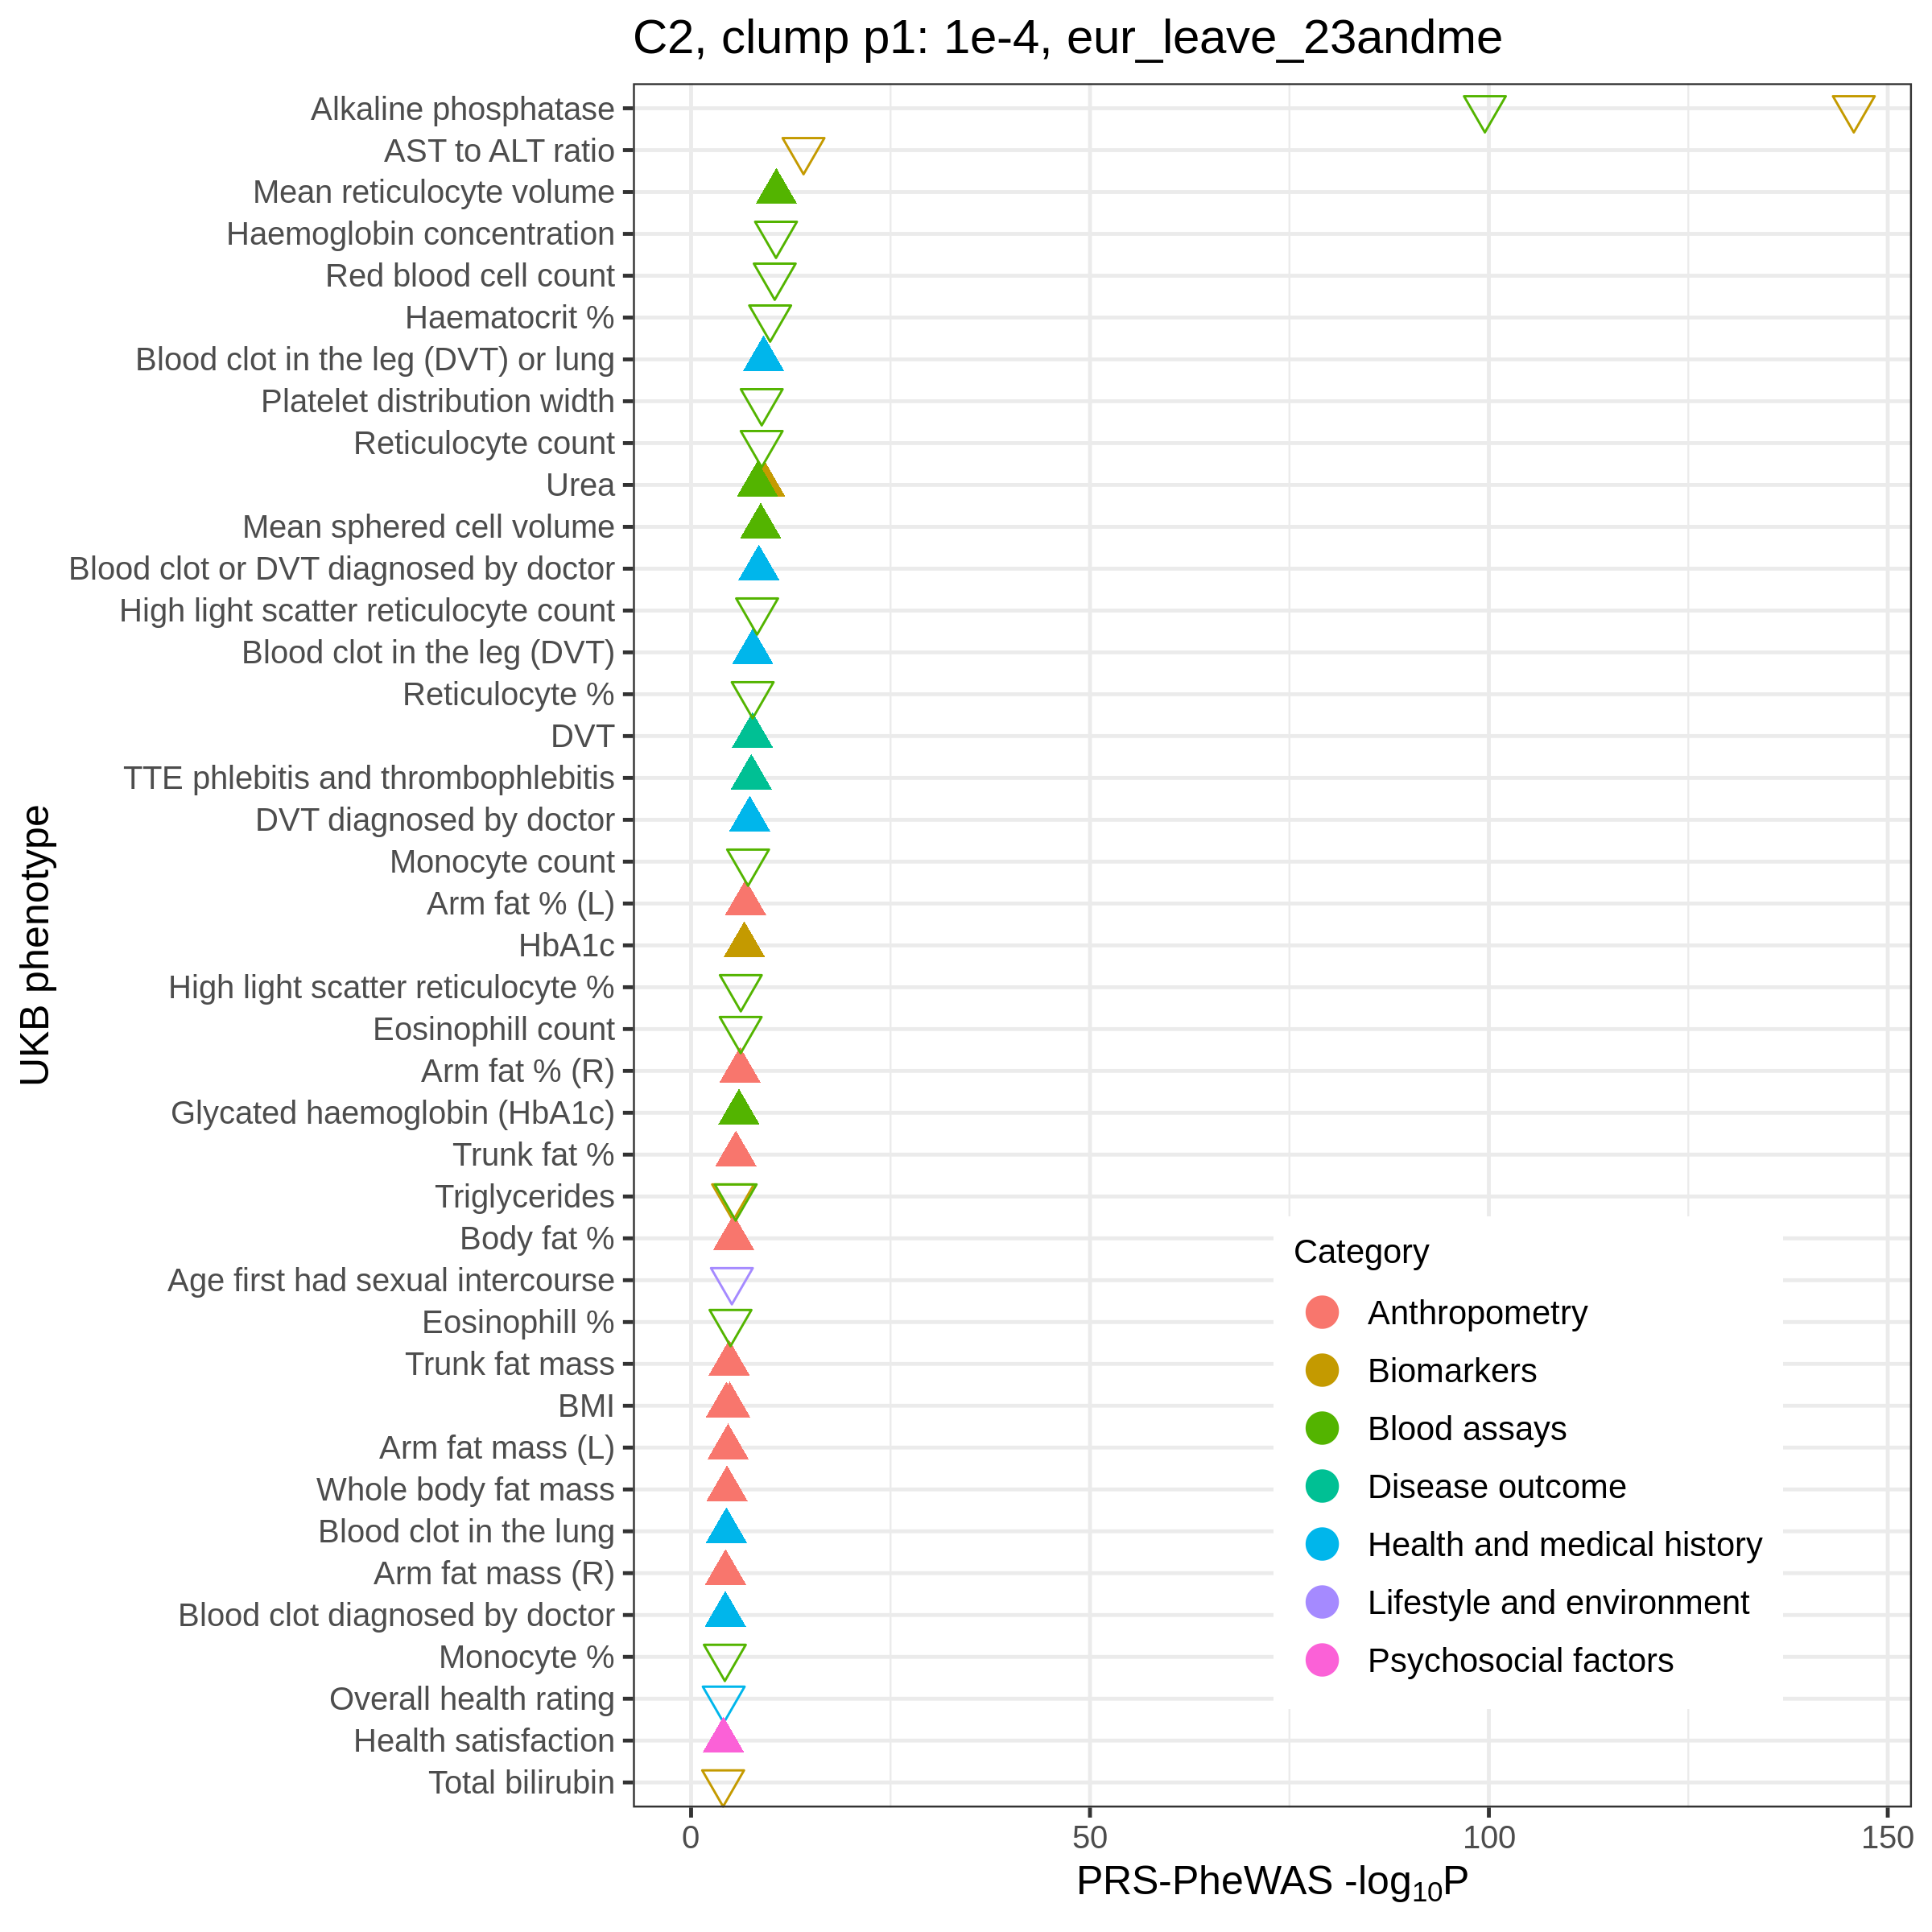 C2, clump p1: 1e-4, eur_leave_23andme
Alkaline phosphatase
AST to ALT ratio
Mean reticulocyte volume
Haemoglobin concentration
Red blood cell count
Haematocrit %
Blood clot in the leg (DVT) or lung
Platelet distribution width
Reticulocyte count
Urea
Mean sphered cell volume
Blood clot or DVT diagnosed by doctor
High light scatter reticulocyte count
Blood clot in the leg (DVT)
Reticulocyte %
DVT
TTE phlebitis and thrombophlebitis
DVT diagnosed by doctor
Monocyte count
Arm fat % (L)
HbA1c
High light scatter reticulocyte %
Eosinophill count
Arm fat % (R)
Glycated haemoglobin (HbA1c)
Trunk fat %
Triglycerides
Body fat %
Age first had sexual intercourse
Eosinophill %
Trunk fat mass
BMI
Arm fat mass (L)
Whole body fat mass
Blood clot in the lung
Arm fat mass (R)
Blood clot diagnosed by doctor
Monocyte %
Overall health rating
Health satisfaction
Total bilirubin
UKB phenotype
Category
Anthropometry
Biomarkers
Blood assays
Disease outcome
Health and medical history
Lifestyle and environment
Psychosocial factors
0 50 100 150
PRS-PheWAS -log₁₀P